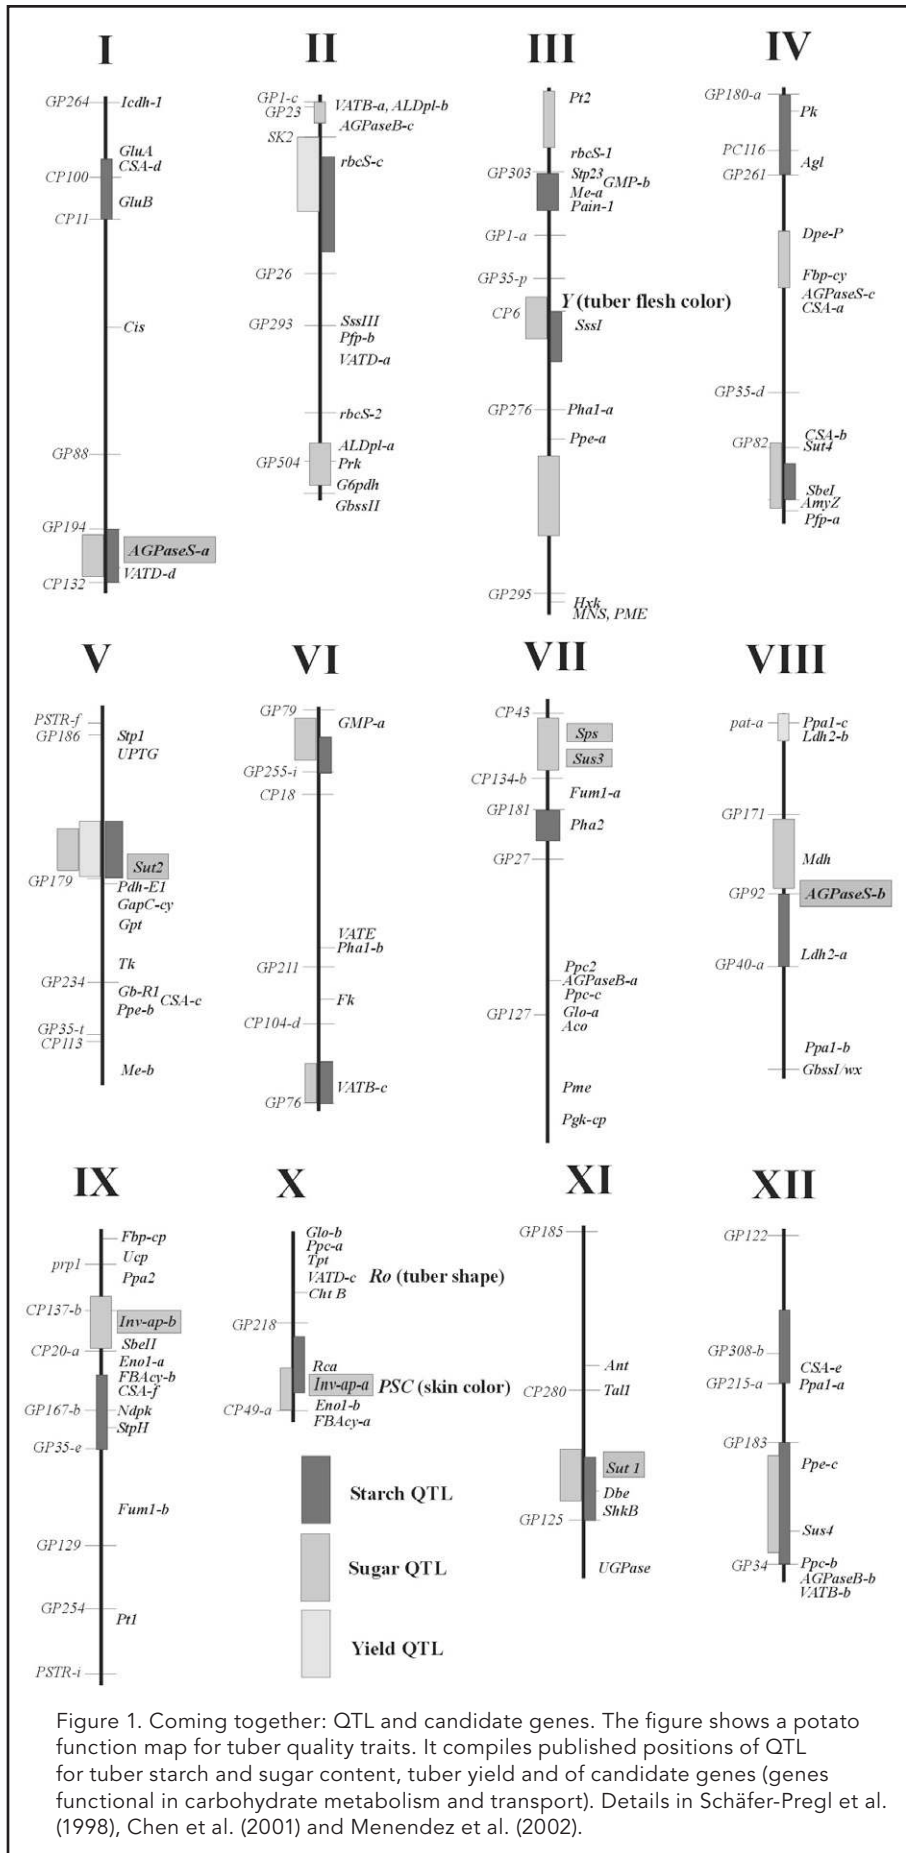 I
GP264 Icdh-1
GluA
CSA-d
CP100
GluB
CP11
Cis
GP88
GP194
AGPaseS-a
VATD-d
CP132
II
GP1-c
GP23 VATB-a, ALDpl-b
AGPaseB-c
SK2
rbcS-c
GP26
GP293 SssIII
Pfp-b
VATD-a
rbcS-2
ALDpl-a
GP504 Prk
G6pdh
GbssII
III
Pt2
rbcS-1
GP303 Stp23 GMP-b
Me-a
Pain-1
GP1-a
GP35-p
Y (tuber flesh color)
CP6 SssI
GP276 Pha1-a
Ppe-a
GP295
Hxk
MNS, PME
IV
GP180-a
Pk
PC116
Agl
GP261
Dpe-P
Fbp-cy
AGPaseS-c
CSA-a
GP35-d
CSA-b
GP82 Sut4
SbeI
AmyZ
Pfp-a
V
PSTR-f
GP186 Stp1
UPTG
Sut2
GP179
Pdh-E1
GapC-cy
Gpt
Tk
GP234
Gb-R1 CSA-c
Ppe-b
GP35-t
CP113
Me-b
VI
GP79
GMP-a
GP255-i
CP18
VATE
Pha1-b
GP211
Fk
CP104-d
VATB-c
GP76
VII
CP43
Sps
Sus3
CP134-b
Fum1-a
GP181
Pha2
GP27
Ppc2
AGPaseB-a
Ppc-c
GP127 Glo-a
Aco
Pme
Pgk-cp
VIII
pat-a Ppa1-c
Ldh2-b
GP171
Mdh
GP92 AGPaseS-b
Ldh2-a
GP40-a
Ppa1-b
GbssI/wx
IX
Fbp-cp
Ucp
prp1
Ppa2
CP137-b
Inv-ap-b
SbeII
CP20-a
Eno1-a
FBAcy-b
CSA-f
GP167-b Ndpk
StpH
GP35-e
Fum1-b
GP129
GP254
Pt1
PSTR-i
X
Glo-b
Ppc-a
Tpt
VATD-c Ro (tuber shape)
Cht B
GP218
Rca
Inv-ap-a PSC (skin color)
Eno1-b
CP49-a
FBAcy-a
XI
GP185
Ant
CP280 Tal1
Sut 1
Dbe
ShkB
GP125
UGPase
XII
GP122
GP308-b
CSA-e
GP215-a Ppa1-a
GP183
Ppe-c
Sus4
GP34 Ppc-b
AGPaseB-b
VATB-b
Starch QTL
Sugar QTL
Yield QTL
Figure 1. Coming together: QTL and candidate genes. The figure shows a potato
function map for tuber quality traits. It compiles published positions of QTL
for tuber starch and sugar content, tuber yield and of candidate genes (genes
functional in carbohydrate metabolism and transport). Details in Schäfer-Pregl et al.
(1998), Chen et al. (2001) and Menendez et al. (2002).